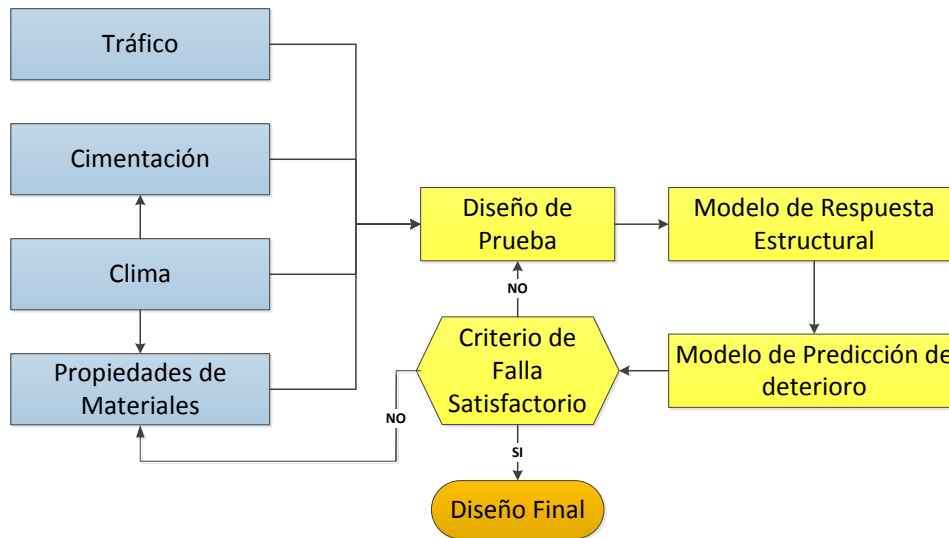 Tráfico
Cimentación
Clima
Propiedades de
Materiales
Diseño de
Prueba
Modelo de Respuesta
Estructural
NO
Criterio de
Falla
Satisfactorio
Modelo de Predicción de
deterioro
NO
SI
Diseño Final